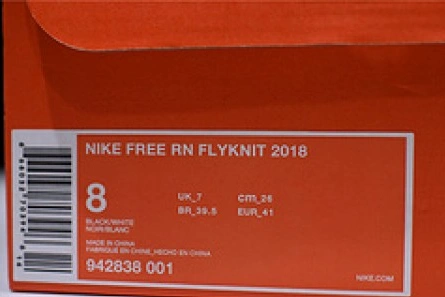 NIKE FREE RN FLYKNIT 2018
8
UK_7 cm_26
BR_39.5 EUR_41
BLACK/WHITE
NOIR/BLANC
MADE IN CHINA
FABRIQUÉ EN CHINE_HECHO EN CHINA
942838 001
NIKE.COM